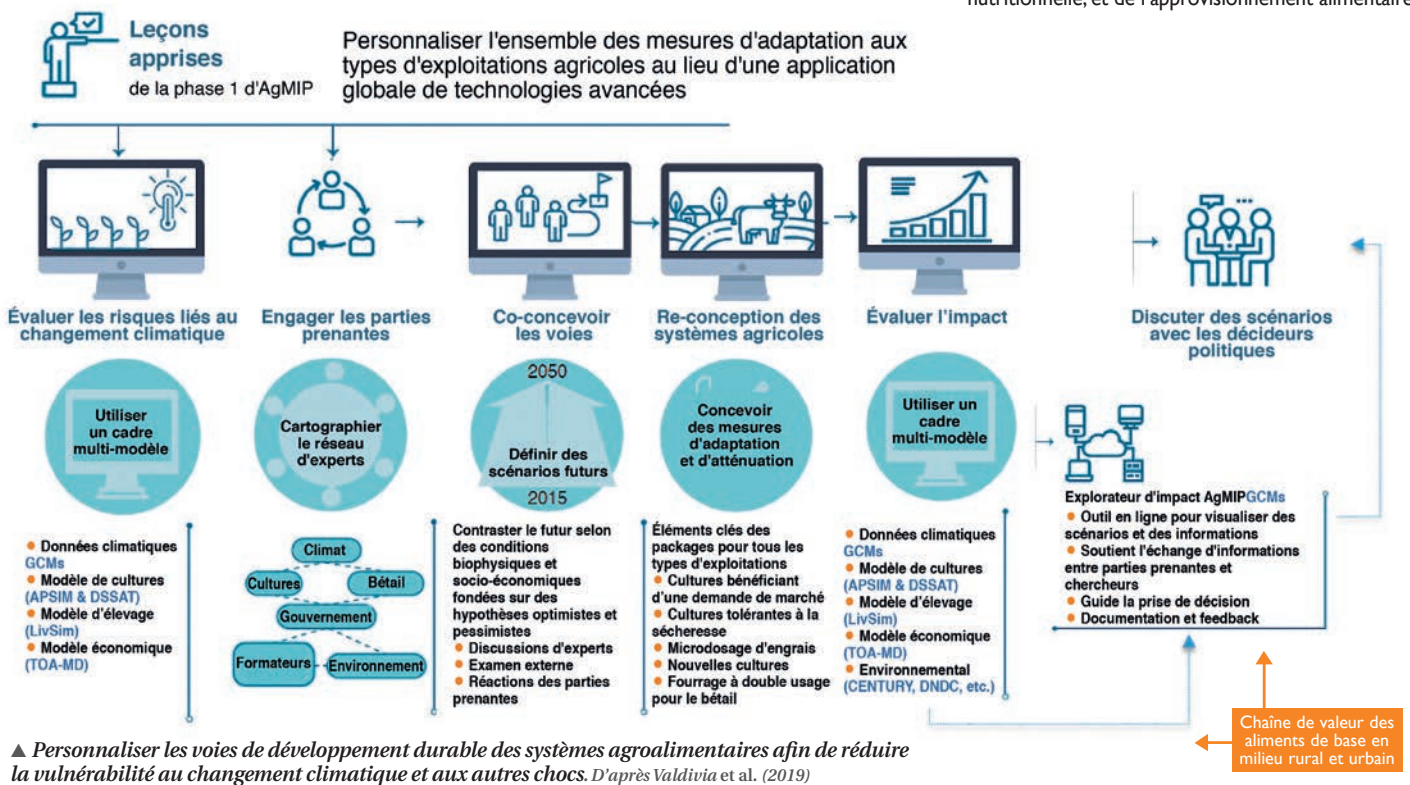 nutritionnelle, et de l'approvisionnement alimentaire
Leçons
apprises
de la phase 1 d'AgMIP
Personnaliser l'ensemble des mesures d'adaptation aux
types d'exploitations agricoles au lieu d'une application
globale de technologies avancées
Évaluer les risques liés au
changement climatique
Engager les parties
prenantes
Co-concevoir
les voies
Re-conception des
systèmes agricoles
Évaluer l'impact
Discuter des scénarios
avec les décideurs
politiques
Utiliser
un cadre
multi-modèle
Cartographier
le réseau
d'experts
2050
Définir des
scénarios futurs
2015
Concevoir
des mesures
d'adaptation
et d'atténuation
Utiliser un
cadre
multi-modèle
• Données climatiques
GCMs
• Modèle de cultures
(APSIM & DSSAT)
• Modèle d'élevage
(LivSim)
• Modèle économique
(TOA-MD)
Climat
Cultures
Bétail
Gouvernement
Formateurs
Environnement
Contraster le futur selon
des conditions
biophysiques et
socio-économiques
fondées sur des
hypothèses optimistes et
pessimistes
• Discussions d'experts
• Examen externe
• Réactions des parties
prenantes
Éléments clés des
packages pour tous les
types d'exploitations
• Cultures bénéficiant
d'une demande de marché
• Cultures tolérantes à la
sécheresse
• Microdosage d'engrais
• Nouvelles cultures
• Fourrage à double usage
pour le bétail
• Données climatiques
GCMs
• Modèle de cultures
(APSIM & DSSAT)
• Modèle d'élevage
(LivSim)
• Modèle économique
(TOA-MD)
• Environnemental
(CENTURY, DNDC, etc.)
Explorateur d'impact AgMIPGCMs
• Outil en ligne pour visualiser des
scénarios et des informations
• Soutient l'échange d'informations
entre parties prenantes et
chercheurs
• Guide la prise de décision
• Documentation et feedback
Chaîne de valeur des
aliments de base en
milieu rural et urbain
▲ Personnaliser les voies de développement durable des systèmes agroalimentaires afin de réduire
la vulnérabilité au changement climatique et aux autres chocs. D'après Valdivia et al. (2019)